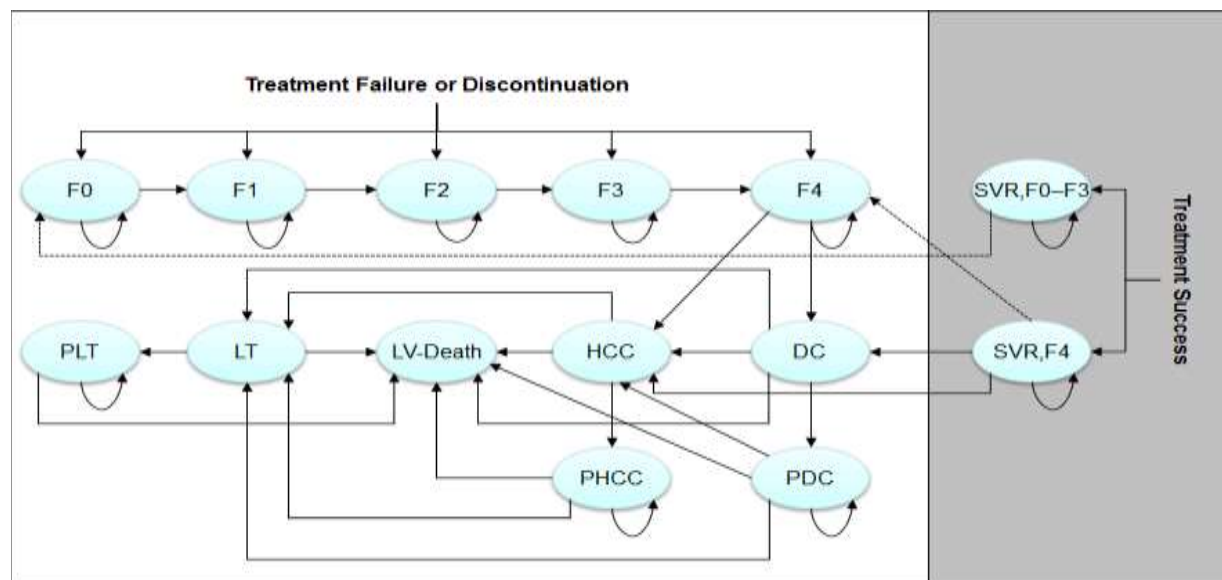 Treatment Failure or Discontinuation
F0
F1
F2
F3
F4
SVR,F0–F3
Treatment Success
PLT
LT
LV-Death
HCC
DC
SVR,F4
PHCC
PDC